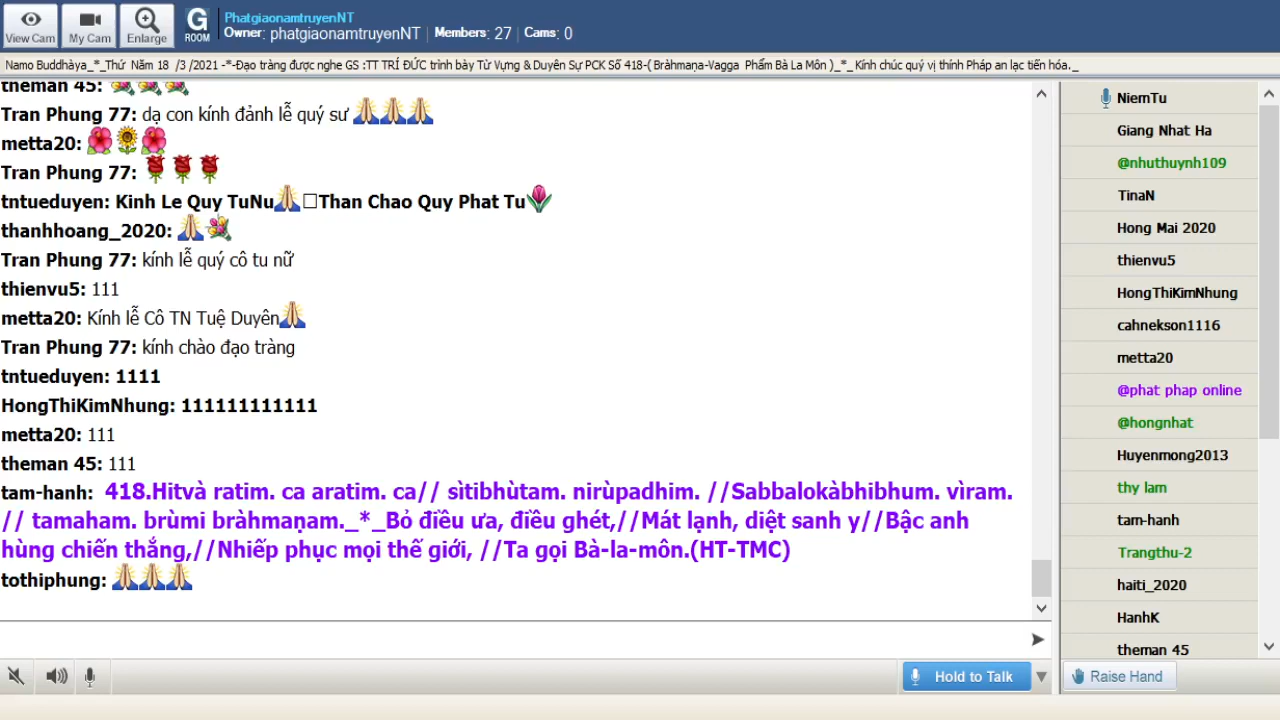 View Cam
My Cam
Enlarge
G
ROOM
PhatgiaonamtruyenNT
Owner: phatgiaonamtruyenNT | Members: 27 | Cams: 0
Namo Buddhàya_*_Thứ Năm 18 /3 /2021 -*-Đạo tràng được nghe GS :TT TRÍ ĐỨC trình bày Từ Vựng & Duyên Sự PCK Số 418-( Bràhmaṇa-Vagga Phẩm Bà La Môn )_*_ Kính chúc quý vị thính Pháp an lạc tiến hóa._
theman 45:
Tran Phung 77: dạ con kính đảnh lễ quý sư 🙏🙏🙏
metta20: 🌺🌻🌺
Tran Phung 77: 🌹🌹🌹
tntueduyen: Kinh Le Quy TuNu🙏□Than Chao Quy Phat Tu🌷
thanhhoang_2020: 🙏💐
Tran Phung 77: kính lễ quý cô tu nữ
thienvu5: 111
metta20: Kính lễ Cô TN Tuệ Duyên🙏
Tran Phung 77: kính chào đạo tràng
tntueduyen: 1111
HongThiKimNhung: 111111111111
metta20: 111
theman 45: 111
tam-hanh: 418.Hitvà ratim. ca aratim. ca// sìtibhùtam. nirùpadhim. //Sabbalokàbhibhum. vìram.
// tamaham. brùmi bràhmaṇam._*_Bỏ điều ưa, điều ghét,//Mát lạnh, diệt sanh y//Bậc anh
hùng chiến thắng,//Nhiếp phục mọi thế giới, //Ta gọi Bà-la-môn.(HT-TMC)
tothiphung: 🙏🙏🙏
Hold to Talk
NiemTu
Giang Nhat Ha
@nhuthuynh109
TinaN
Hong Mai 2020
thienvu5
HongThiKimNhung
cahnekson1116
metta20
@phat phap online
@hongnhat
Huyenmong2013
thy lam
tam-hanh
Trangthu-2
haiti_2020
HanhK
theman 45
Raise Hand